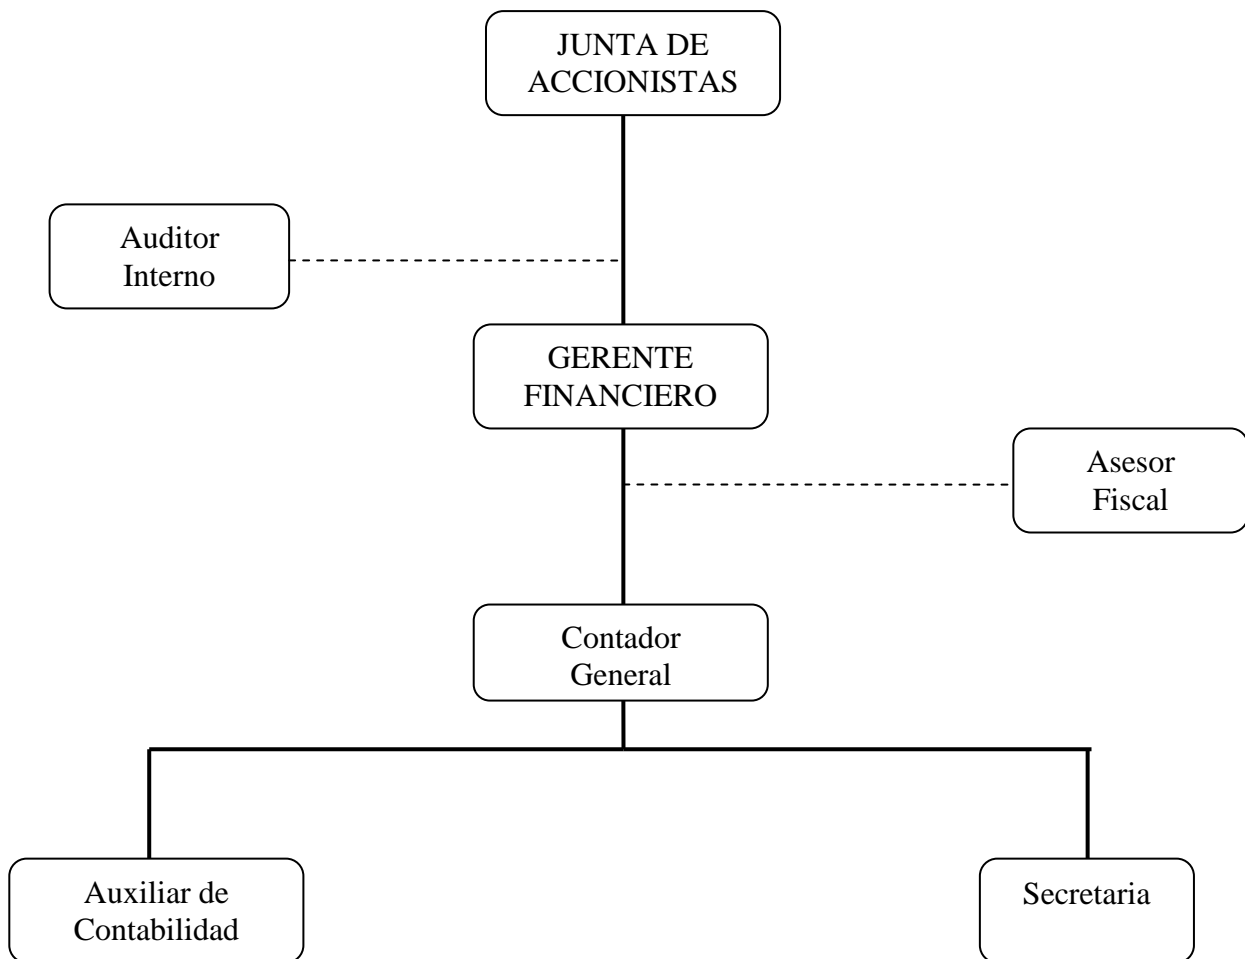 JUNTA DE
ACCIONISTAS
Auditor
Interno
GERENTE
FINANCIERO
Asesor
Fiscal
Contador
General
Auxiliar de
Contabilidad
Secretaria